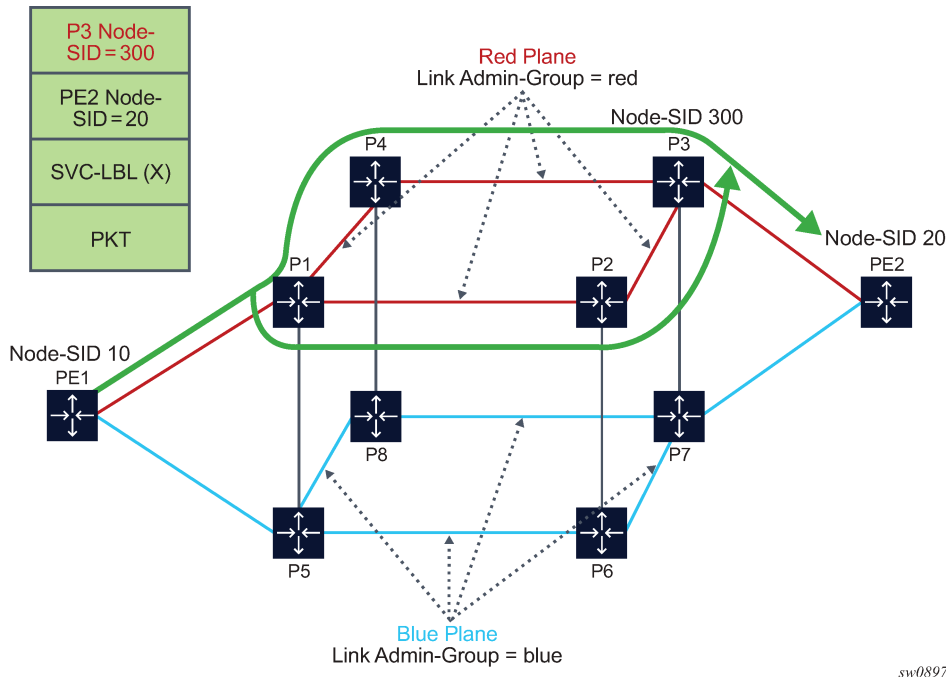 P3 Node-
SID = 300
PE2 Node-
SID = 20
SVC-LBL (X)
PKT
Red Plane
Link Admin-Group = red
Node-SID 300
P4
P3
Node-SID 20
PE2
P1
P2
Node-SID 10
PE1
P8
P7
P5
P6
Blue Plane
Link Admin-Group = blue
sw0897